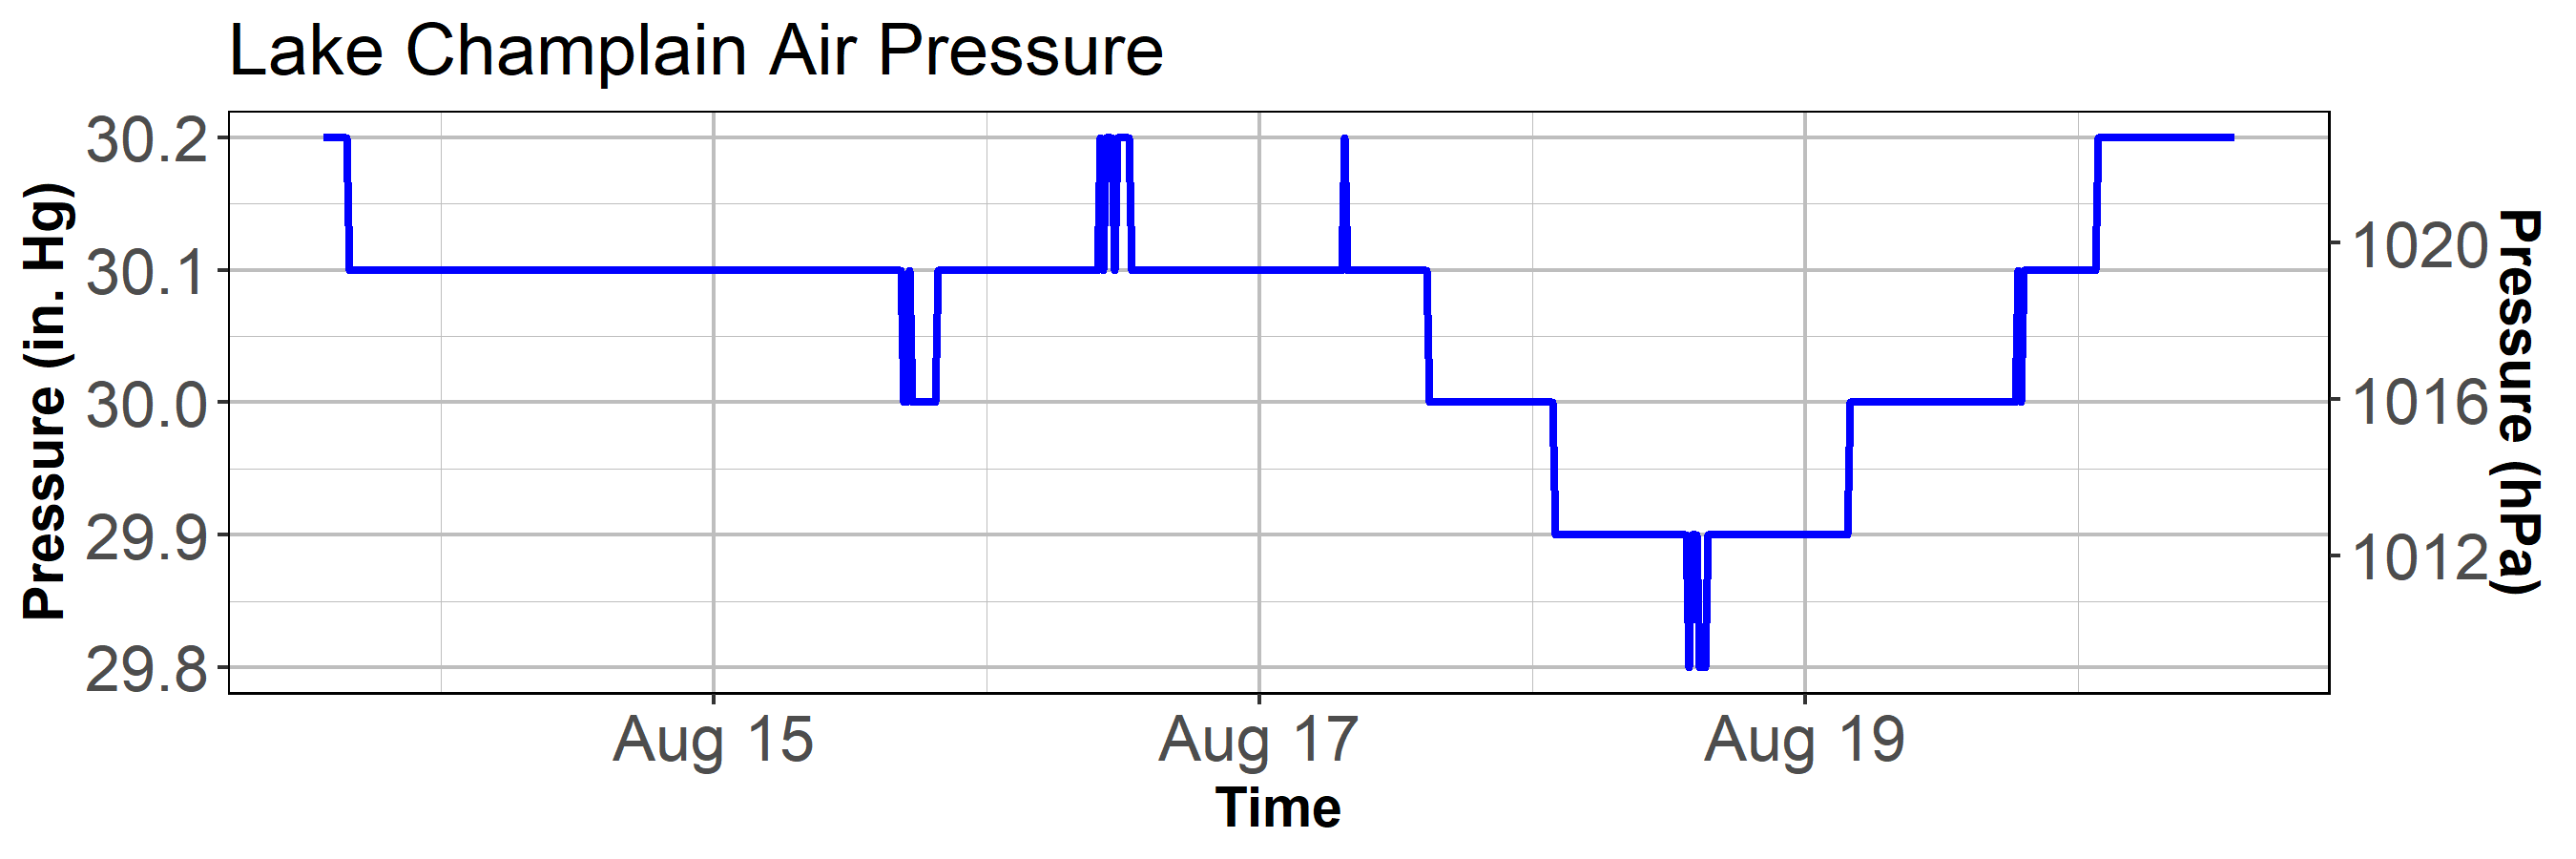 Lake Champlain Air Pressure
30.2
30.1
30.0
29.9
29.8
Pressure (in. Hg)
1020
1016
1012
Pressure (hPa)
Aug 15
Aug 17
Aug 19
Time